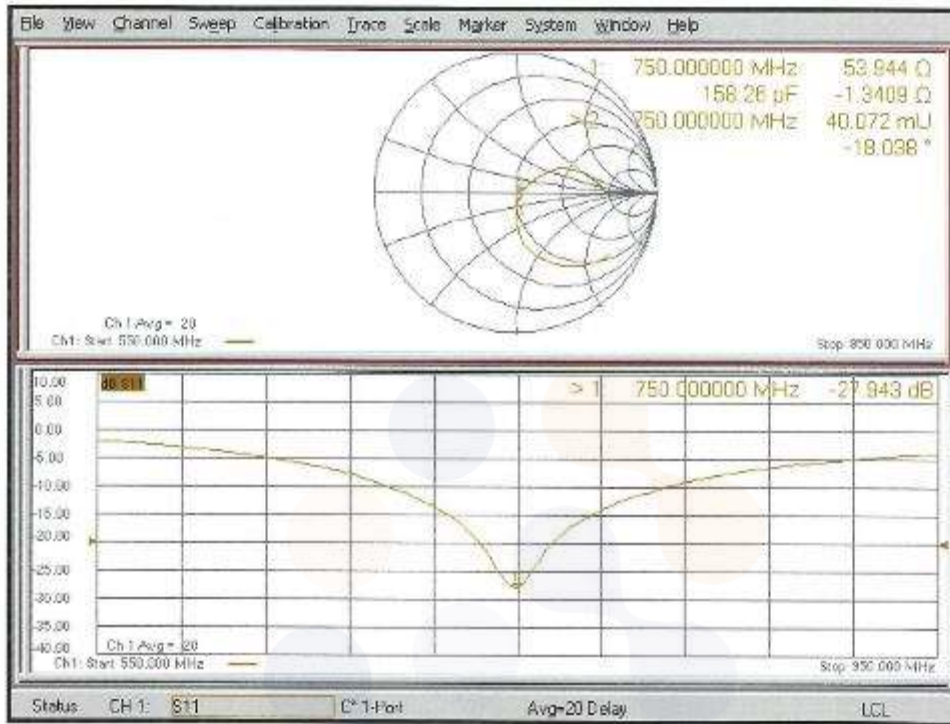 File View Channel Sweep Calibration Trace Scale Marker System Window Help
1: 750.000000 MHz 53.944 Ω
158.26 pF -1.3409 Ω
> 2 750.000000 MHz 40.072 mU
-18.038 °
Ch 1 Avg = 20
Ch1: Start 550.000 MHz
Stop 950.000 MHz
10.00 dB S11
> 1 750.000000 MHz -27.943 dB
5.00
0.00
-5.00
-10.00
-15.00
-20.00
-25.00
-30.00
-35.00
-40.00
Ch 1 Avg = 20
Ch1: Start 550.000 MHz
Stop 950.000 MHz
Status CH 1: S11 C* 1-Port Avg=20 Delay LCL